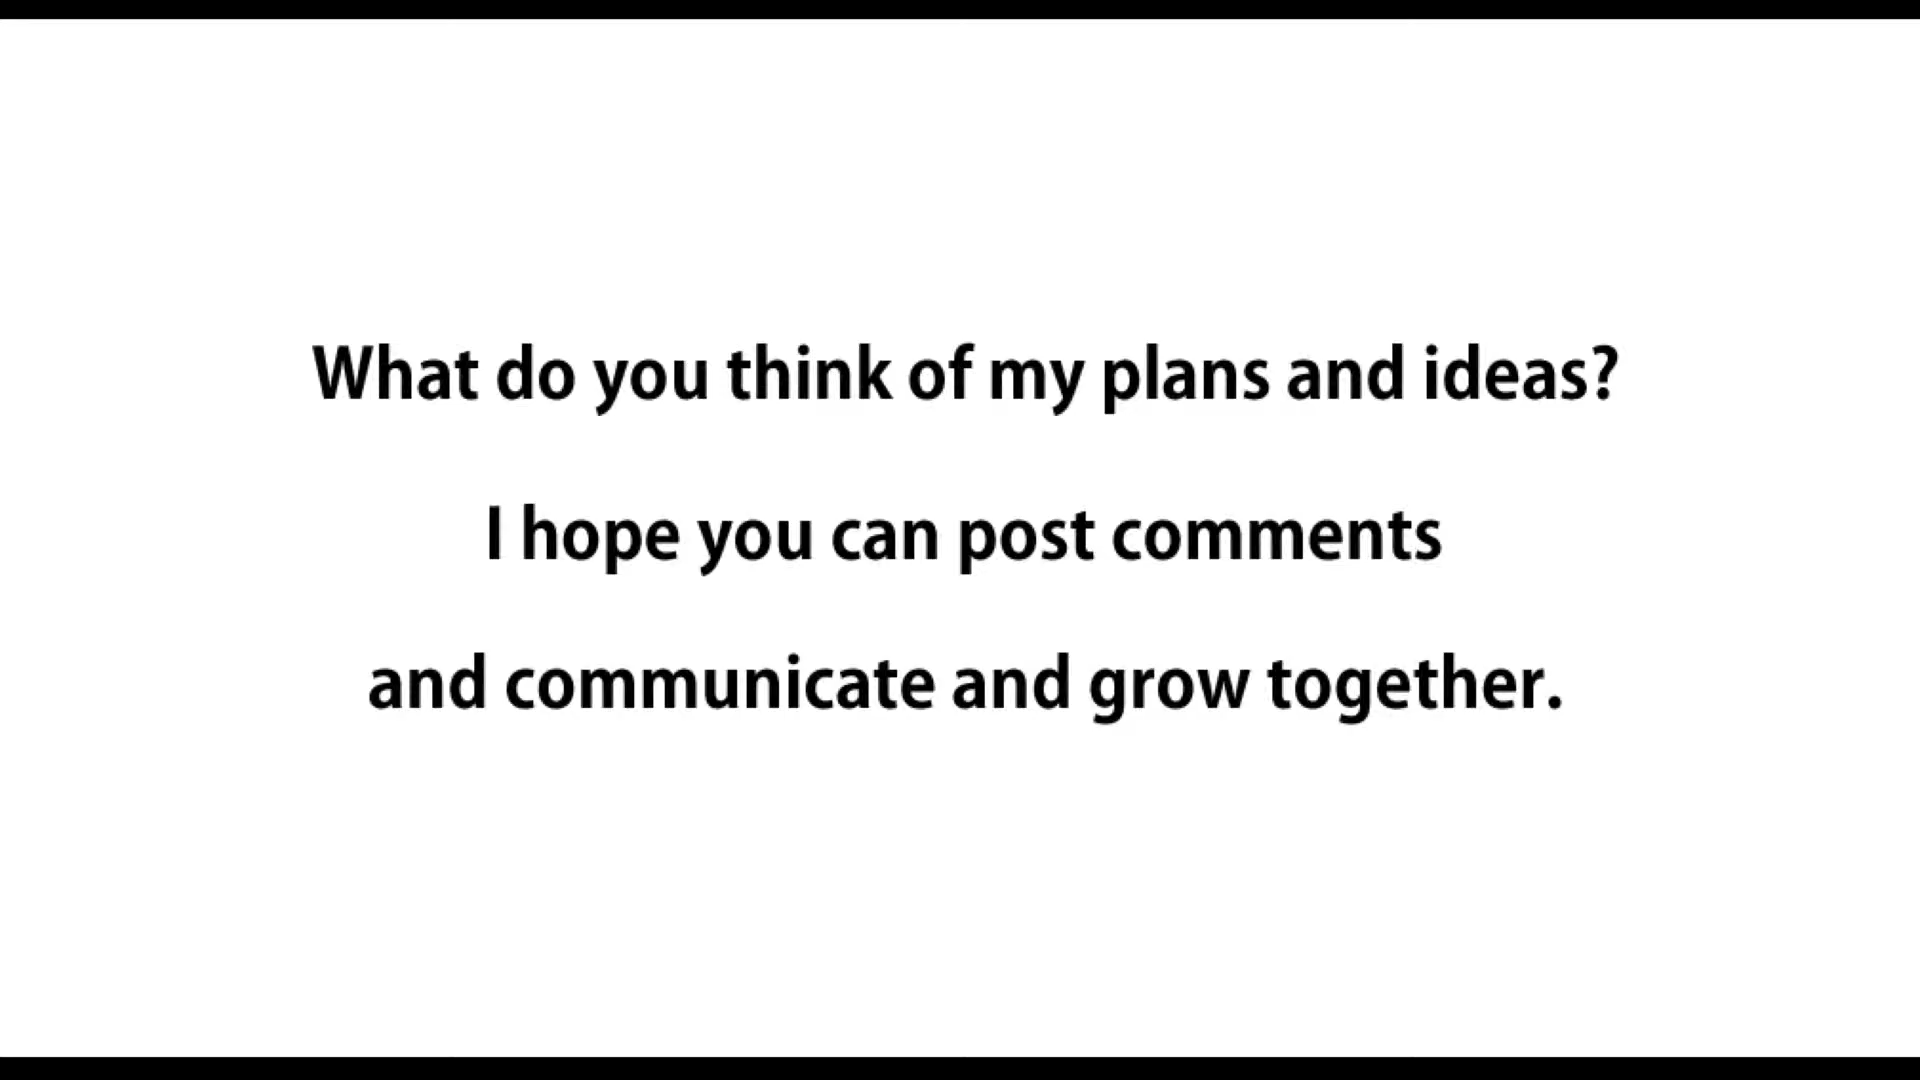 What do you think of my plans and ideas?
I hope you can post comments
and communicate and grow together.